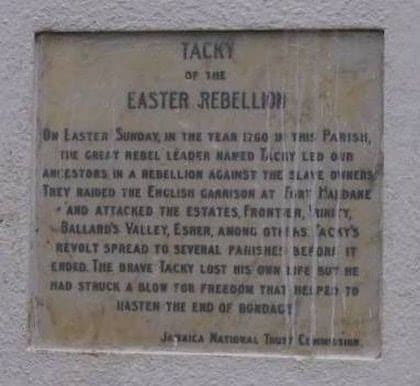 TACKY
OF THE
EASTER REBELLION
ON EASTER SUNDAY, IN THE YEAR 1760 IN THIS PARISH,
THE GREAT REBEL LEADER NAMED TACKY LED OUR
ANCESTORS IN A REBELLION AGAINST THE SLAVE OWNERS
THEY RAIDED THE ENGLISH GARRISON AT FORT HALDANE
AND ATTACKED THE ESTATES, FRONTIER, TRINITY,
BALLARD'S VALLEY, ESHER, AMONG OTHERS. TACKY'S
REVOLT SPREAD TO SEVERAL PARISHES BEFORE IT
ENDED. THE BRAVE TACKY LOST HIS OWN LIFE BUT HE
HAD STRUCK A BLOW FOR FREEDOM THAT HELPED TO
HASTEN THE END OF BONDAGE
JAMAICA NATIONAL TRUST COMMISSION.